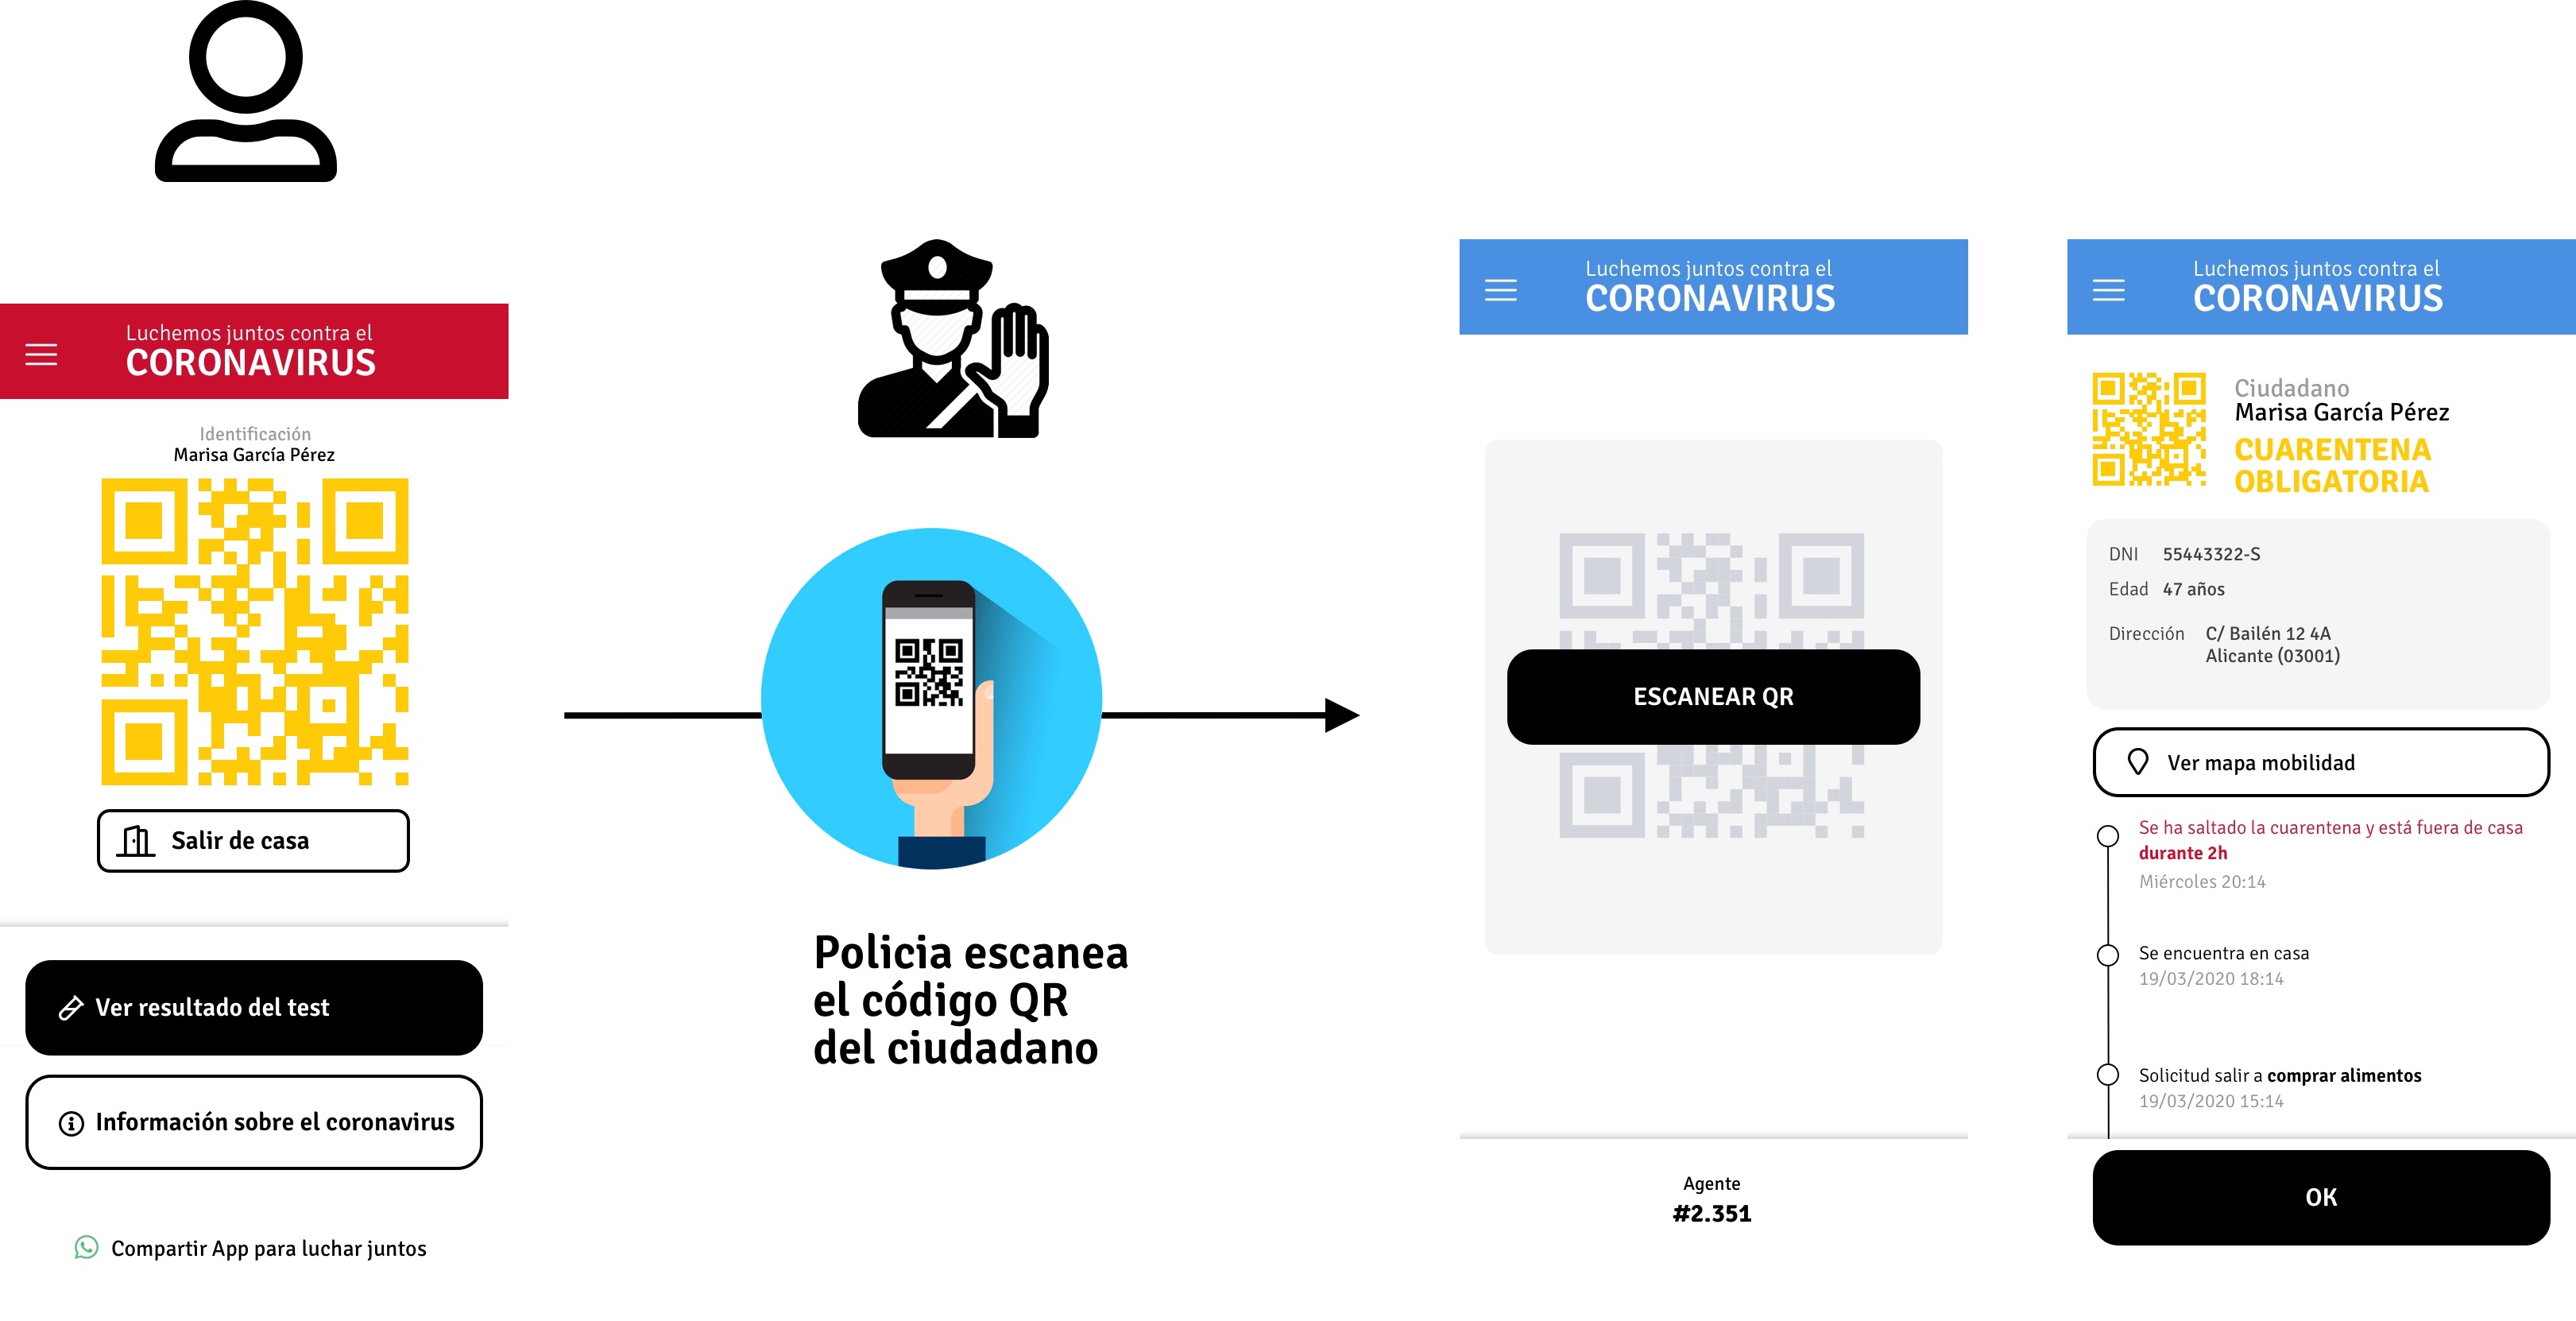 Luchemos juntos contra el
CORONAVIRUS
Identificación
Marisa García Pérez
Salir de casa
Ver resultado del test
Información sobre el coronavirus
Compartir App para luchar juntos
Policia escanea
el código QR
del ciudadano
Luchemos juntos contra el
CORONAVIRUS
ESCANEAR QR
Agente
#2.351
Luchemos juntos contra el
CORONAVIRUS
Ciudadano
Marisa García Pérez
CUARENTENA
OBLIGATORIA
DNI 55443322-S
Edad 47 años
Dirección C/ Bailén 12 4A
Alicante (03001)
Ver mapa mobilidad
Se ha saltado la cuarentena y está fuera de casa
durante 2h
Miércoles 20:14
Se encuentra en casa
19/03/2020 18:14
Solicitud salir a comprar alimentos
19/03/2020 15:14
OK